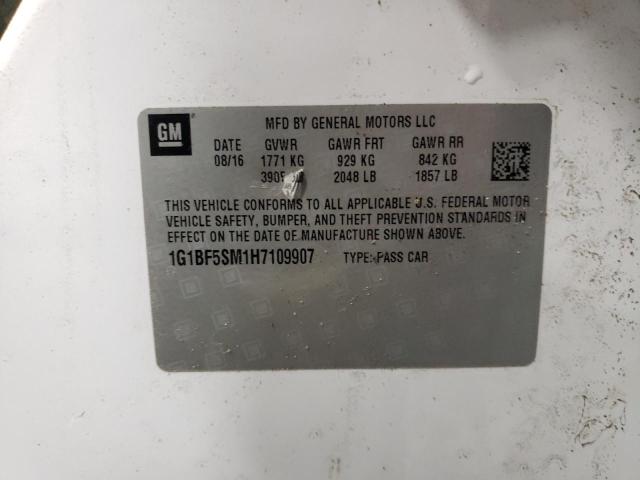 GM
MFD BY GENERAL MOTORS LLC
DATE GVWR GAWR FRT GAWR RR
08/16 1771 KG 929 KG 842 KG
2048 LB 1857 LB
THIS VEHICLE CONFORMS TO ALL APPLICABLE U.S. FEDERAL MOTOR
VEHICLE SAFETY, BUMPER, AND THEFT PREVENTION STANDARDS IN
EFFECT ON THE DATE OF MANUFACTURE SHOWN ABOVE.
1G1BF5SM1H7109907 TYPE: PASS CAR